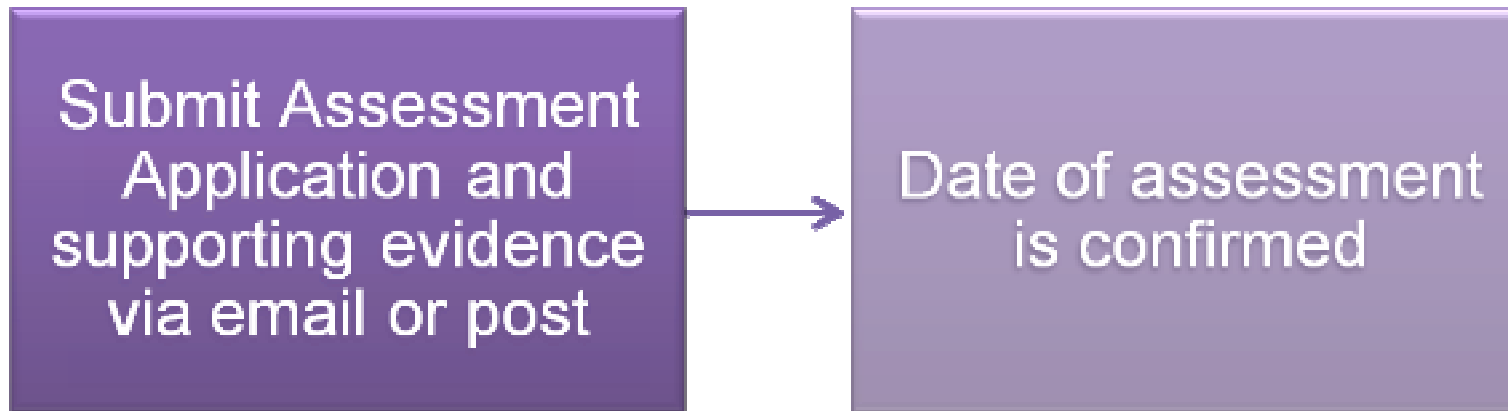 Submit Assessment
Application and
supporting evidence
via email or post
Date of assessment
is confirmed